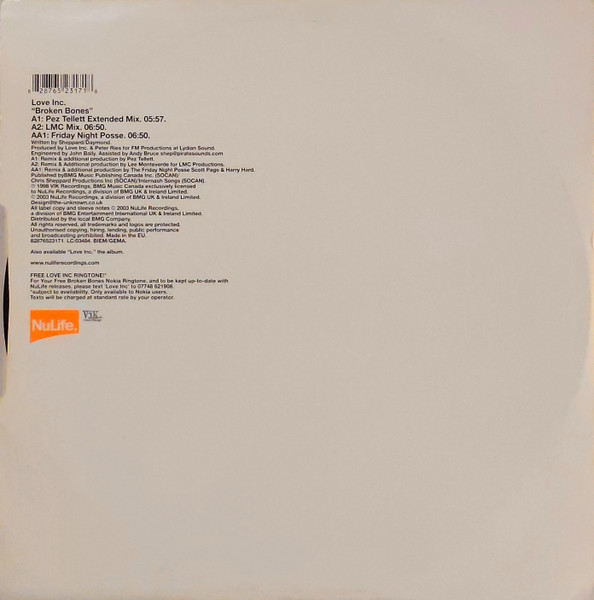 8 28765 23171 6
Love Inc.
"Broken Bones"
A1: Pez Tellett Extended Mix. 05:57.
A2: LMC Mix. 06:50.
AA1: Friday Night Posse. 06:50.
Written by Sheppard/Daymond.
Produced by Love Inc. & Peter Ries for FM Productions at Lydian Sound.
Engineered by John Bally. Assisted by Andy Bruce shep@piratesounds.com
A1: Remix & additional production by Pez Tellett.
A2: Remix & Additional production by Lee Monteverde for LMC Productions.
AA1: Remix & additional production by The Friday Night Posse Scott Page & Harry Hard.
Published byBMG Music Publishing Canada Inc. (SOCAN)/
Chris Sheppard Productions Inc (SOCAN)/Internash Songs (SOCAN).
℗ 1998 VIK Recordings, BMG Music Canada exclusively licensed
to NuLife Recordings, a division of BMG UK & Ireland Limited.
© 2003 NuLife Recordings, a division of BMG UK & Ireland Limited.
Design@the-unknown.co.uk
All label copy and sleeve notes © 2003 NuLife Recordings,
a division of BMG Entertainment International UK & Ireland Limited.
Distributed by the local BMG Company.
All rights reserved, all trademarks and logos are protected.
Unauthorised copying, hiring, lending, public performance
and broadcasting prohibited. Made in the EU.
82876523171. LC:03484. BIEM/GEMA.
Also available "Love Inc." the album.
www.nuliferecordings.com
FREE LOVE INC RINGTONE!*
For Your Free Broken Bones Nokia Ringtone, and to be kept up-to-date with
NuLife releases, please text 'Love Inc' to 07748 621908.
*subject to availability. Only available to Nokia users.
Texts will be charged at standard rate by your operator.
NuLife.
VIK